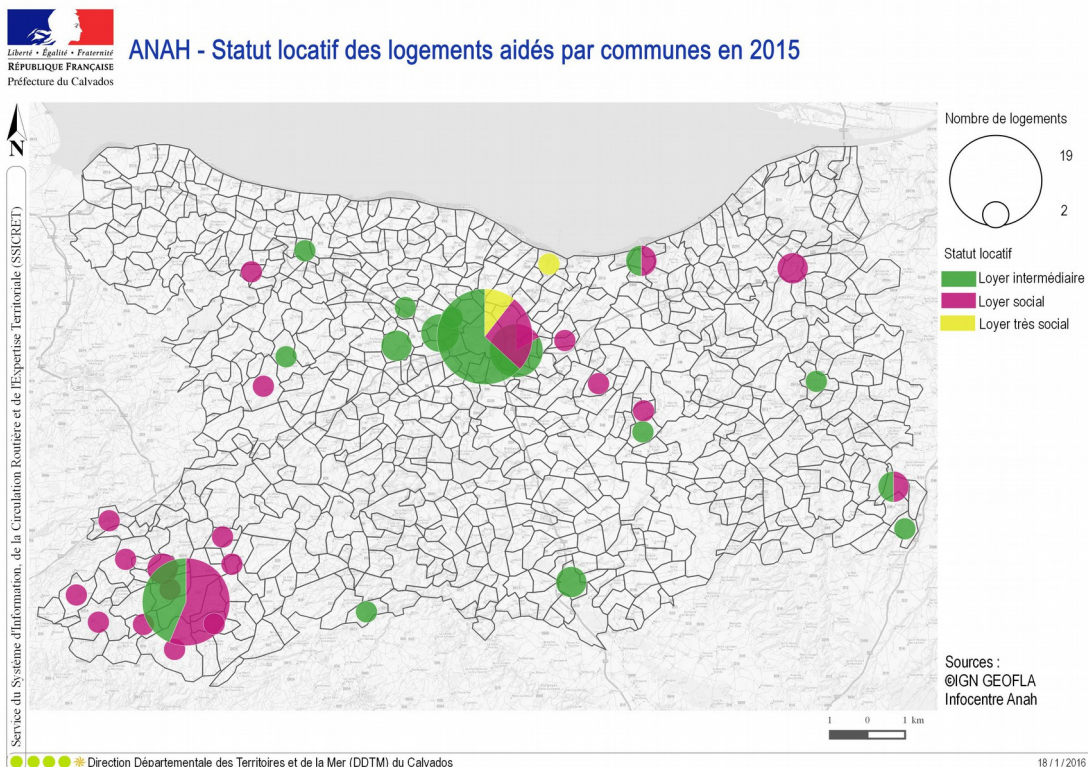 Liberté • Égalité • Fraternité
RÉPUBLIQUE FRANÇAISE
Préfecture du Calvados
ANAH - Statut locatif des logements aidés par communes en 2015
N
Service du Système d'Information, de la Circulation Routière et de l'Expertise Territoriale (SSICRET)
Nombre de logements
19
2
Statut locatif
Loyer intermédiaire
Loyer social
Loyer très social
Sources :
©IGN GEOFLA
Infocentre Anah
1 0 1 km
Direction Départementale des Territoires et de la Mer (DDTM) du Calvados
18 / 1 / 2016